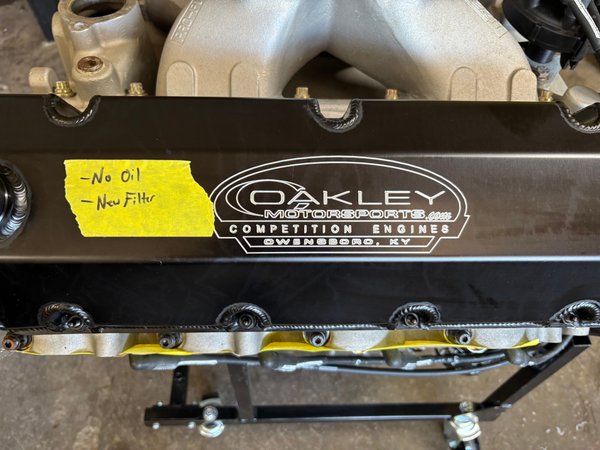 - No Oil
- New Filter
OAKLEY
MOTORSPORTS.com
COMPETITION ENGINES
OWENSBORO, KY